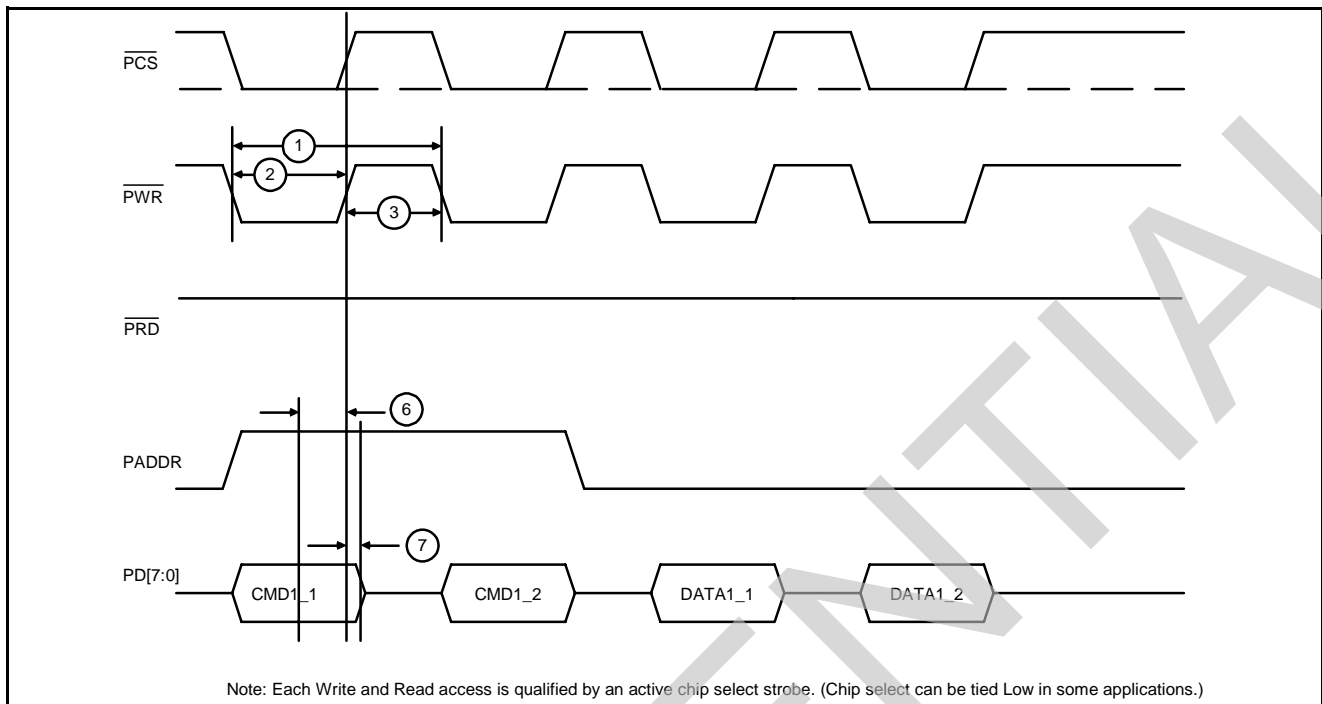 PCS
1
2
PWR
3
PRD
6
PADDR
7
PD[7:0]
CMD1_1 CMD1_2 DATA1_1 DATA1_2
Note: Each Write and Read access is qualified by an active chip select strobe. (Chip select can be tied Low in some applications.)
ENTIAL